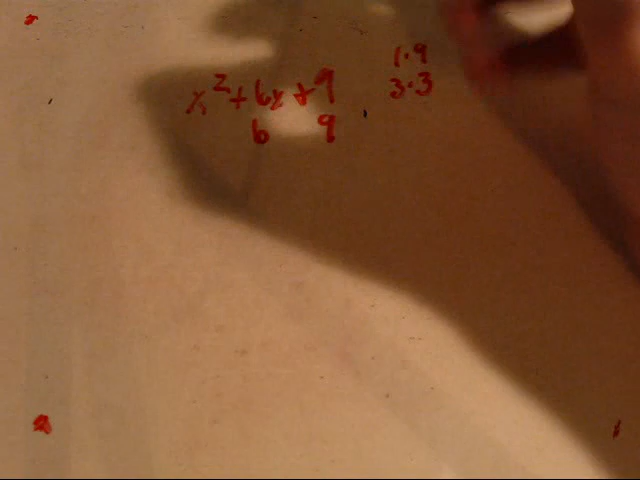 x² + 6x + 9
6 9
1·9
3·3